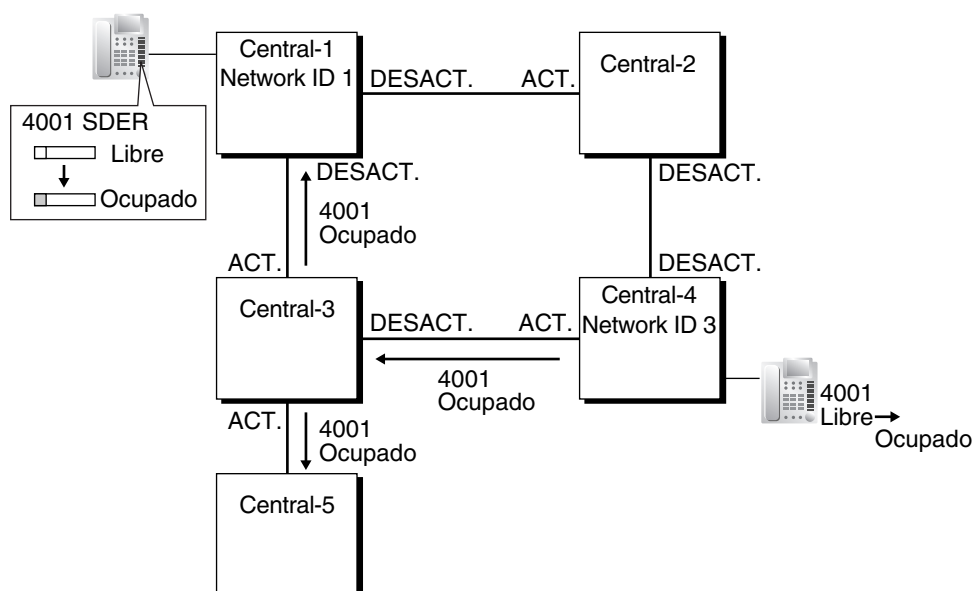 Central-1
Network ID 1
DESACT.
ACT.
Central-2
4001 SDER
Libre
Ocupado
DESACT.
DESACT.
4001
Ocupado
ACT.
DESACT.
Central-3
DESACT.
ACT.
Central-4
Network ID 3
4001
Ocupado
4001
Libre
Ocupado
ACT.
4001
Ocupado
Central-5